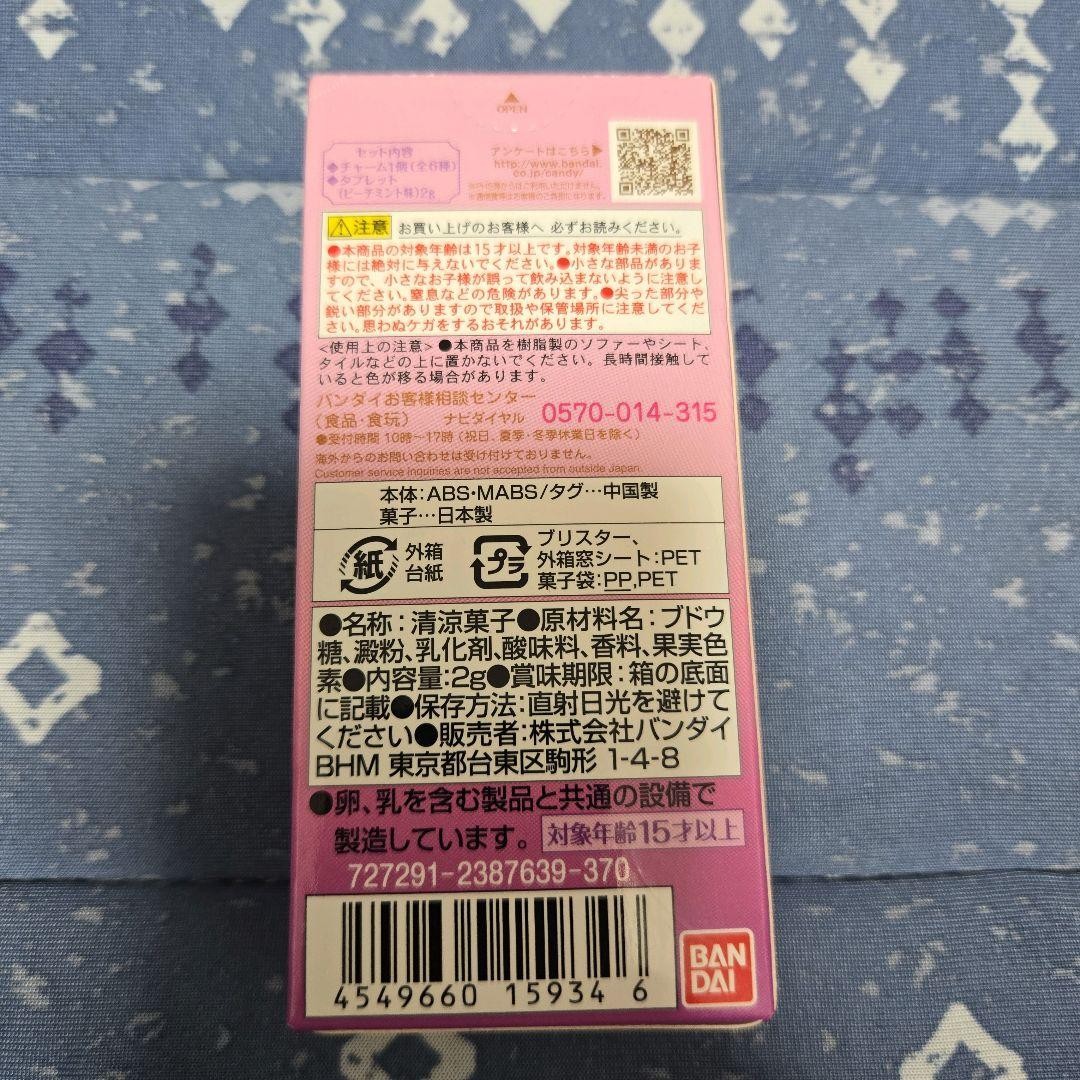 OPEN
セット内容
◆チャーム1個(全6種)
◆タブレット
(ピーチミント味)2g
アンケートはこちら▶
http://www.bandai.
co.jp/candy/
※通信費等はお客様のご負担になります。
⚠注意 お買い上げのお客様へ 必ずお読みください。
●本商品の対象年齢は15才以上です。対象年齢未満のお子
様には絶対に与えないでください。●小さな部品がありま
すので、小さなお子様が誤って飲み込まないように注意し
てください。窒息などの危険があります。●尖った部分や
鋭い部分がありますので取扱や保管場所に注意してくださ
い。思わぬケガをするおそれがあります。
<使用上の注意> ●本商品を樹脂製のソファーやシート、
タイルなどの上に置かないでください。長時間接触して
いると色が移る場合があります。
バンダイお客様相談センター
(食品・食玩) ナビダイヤル 0570-014-315
●受付時間 10時～17時 (祝日、夏季・冬季休業日を除く)
海外からのお問い合わせは受け付けておりません。
Customer service inquiries are not accepted from outside Japan.
本体：ABS・MABS/タグ…中国製
菓子…日本製
紙 外箱
台紙
プラ ブリスター、
外箱窓シート：PET
菓子袋：PP,PET
●名称：清涼菓子●原材料名：ブドウ
糖、澱粉、乳化剤、酸味料、香料、果実色
素●内容量：2g●賞味期限：箱の底面
に記載●保存方法：直射日光を避けて
ください●販売者：株式会社バンダイ
BHM 東京都台東区駒形 1-4-8
●卵、乳を含む製品と共通の設備で
製造しています。 対象年齢15才以上
727291-2387639-370
4549660 15934 6
BAN
DAI